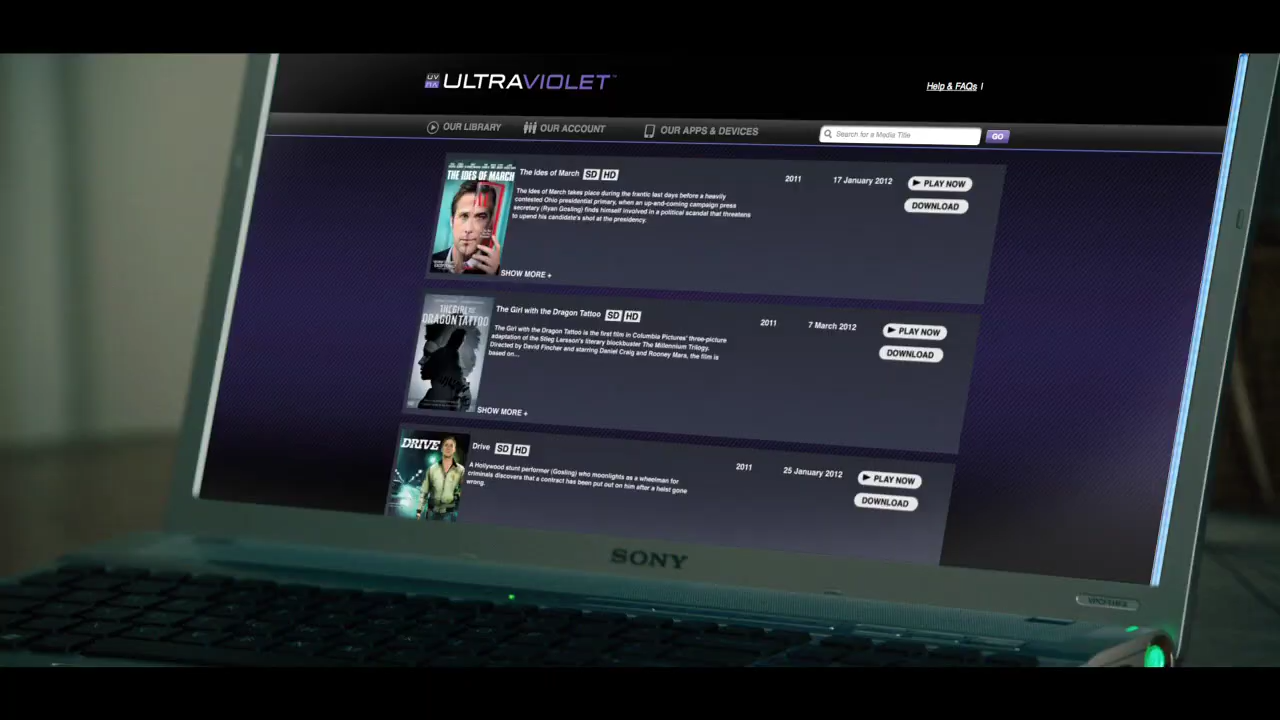 UV ULTRAVIOLET™
Help & FAQs
OUR LIBRARY
OUR ACCOUNT
OUR APPS & DEVICES
Search for a Media Title
GO
THE IDES OF MARCH
The Ides of March SD HD
2011
17 January 2012
PLAY NOW
DOWNLOAD
The Ides of March takes place during the frantic last days before a heavily
contested Ohio presidential primary, when an up-and-coming campaign press
secretary (Ryan Gosling) finds himself involved in a political scandal that threatens
to upend his candidate's shot at the presidency.
SHOW MORE +
THE GIRL
DRAGON TATTOO
The Girl with the Dragon Tattoo SD HD
2011
7 March 2012
PLAY NOW
DOWNLOAD
The Girl with the Dragon Tattoo is the first film in Columbia Pictures' three-picture
adaptation of the Stieg Larsson's literary blockbuster The Millennium Trilogy.
Directed by David Fincher and starring Daniel Craig and Rooney Mara, the film is
based on...
SHOW MORE +
DRIVE
Drive SD HD
2011
25 January 2012
PLAY NOW
DOWNLOAD
A Hollywood stunt performer (Gosling) who moonlights as a wheelman for
criminals discovers that a contract has been put out on him after a heist gone
wrong.
SONY